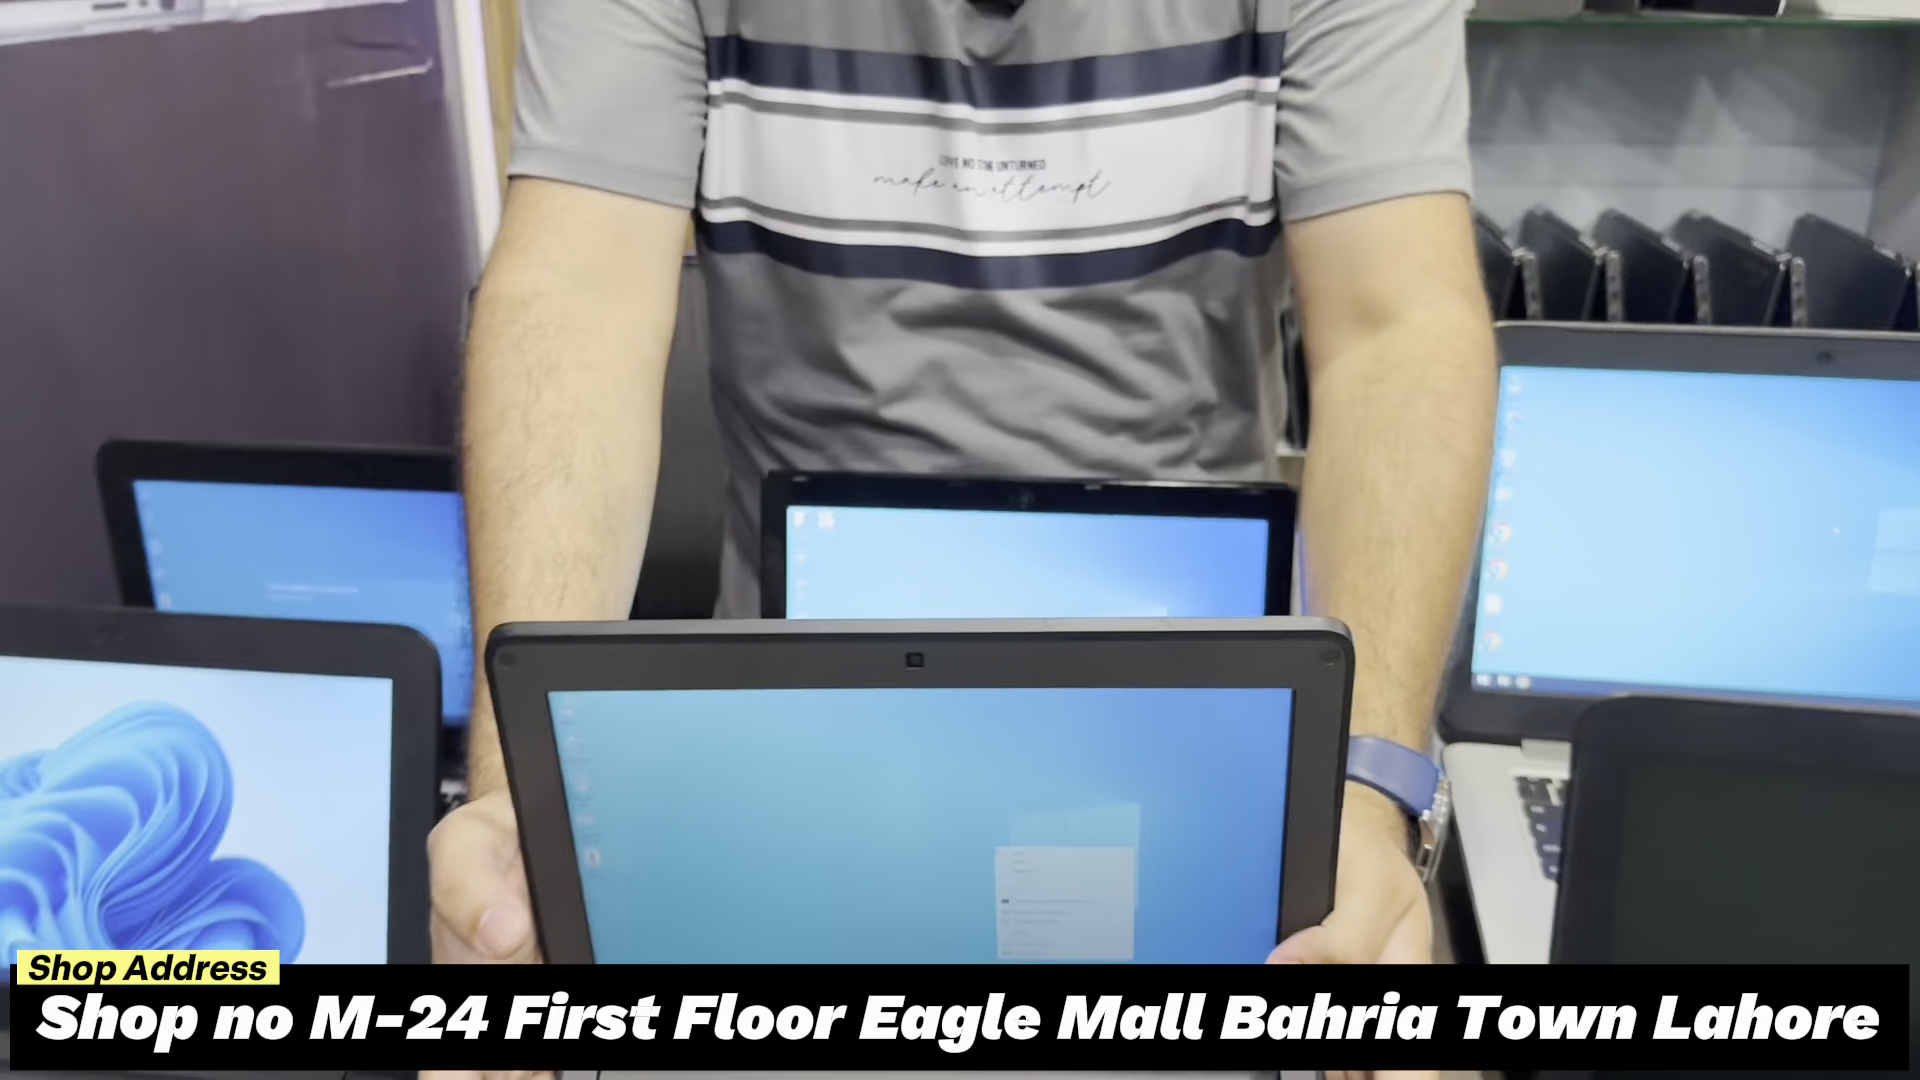 make an attempt
Shop Address
Shop no M-24 First Floor Eagle Mall Bahria Town Lahore